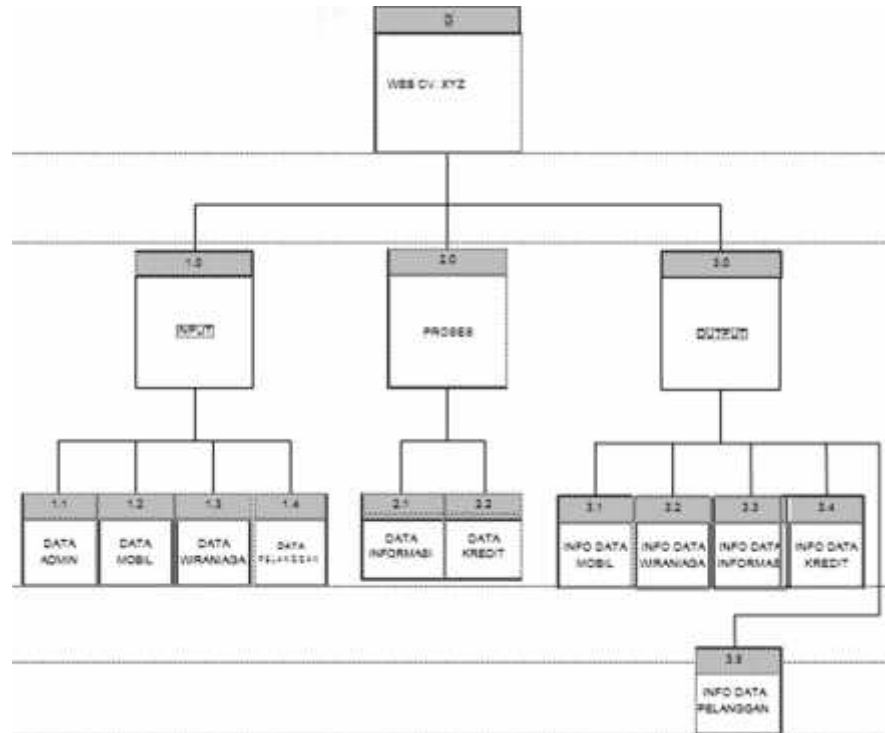 0
WEB CV. XYZ
1.0
INPUT
2.0
PROSES
3.0
OUTPUT
1.1
DATA
ADMIN
1.2
DATA
MOBIL
1.3
DATA
WIRANIAGA
1.4
DATA
PELANGGAN
2.1
DATA
INFORMASI
2.2
DATA
KREDIT
3.1
INFO DATA
MOBIL
3.2
INFO DATA
WIRANIAGA
3.3
INFO DATA
INFORMASI
3.4
INFO DATA
KREDIT
3.5
INFO DATA
PELANGGAN